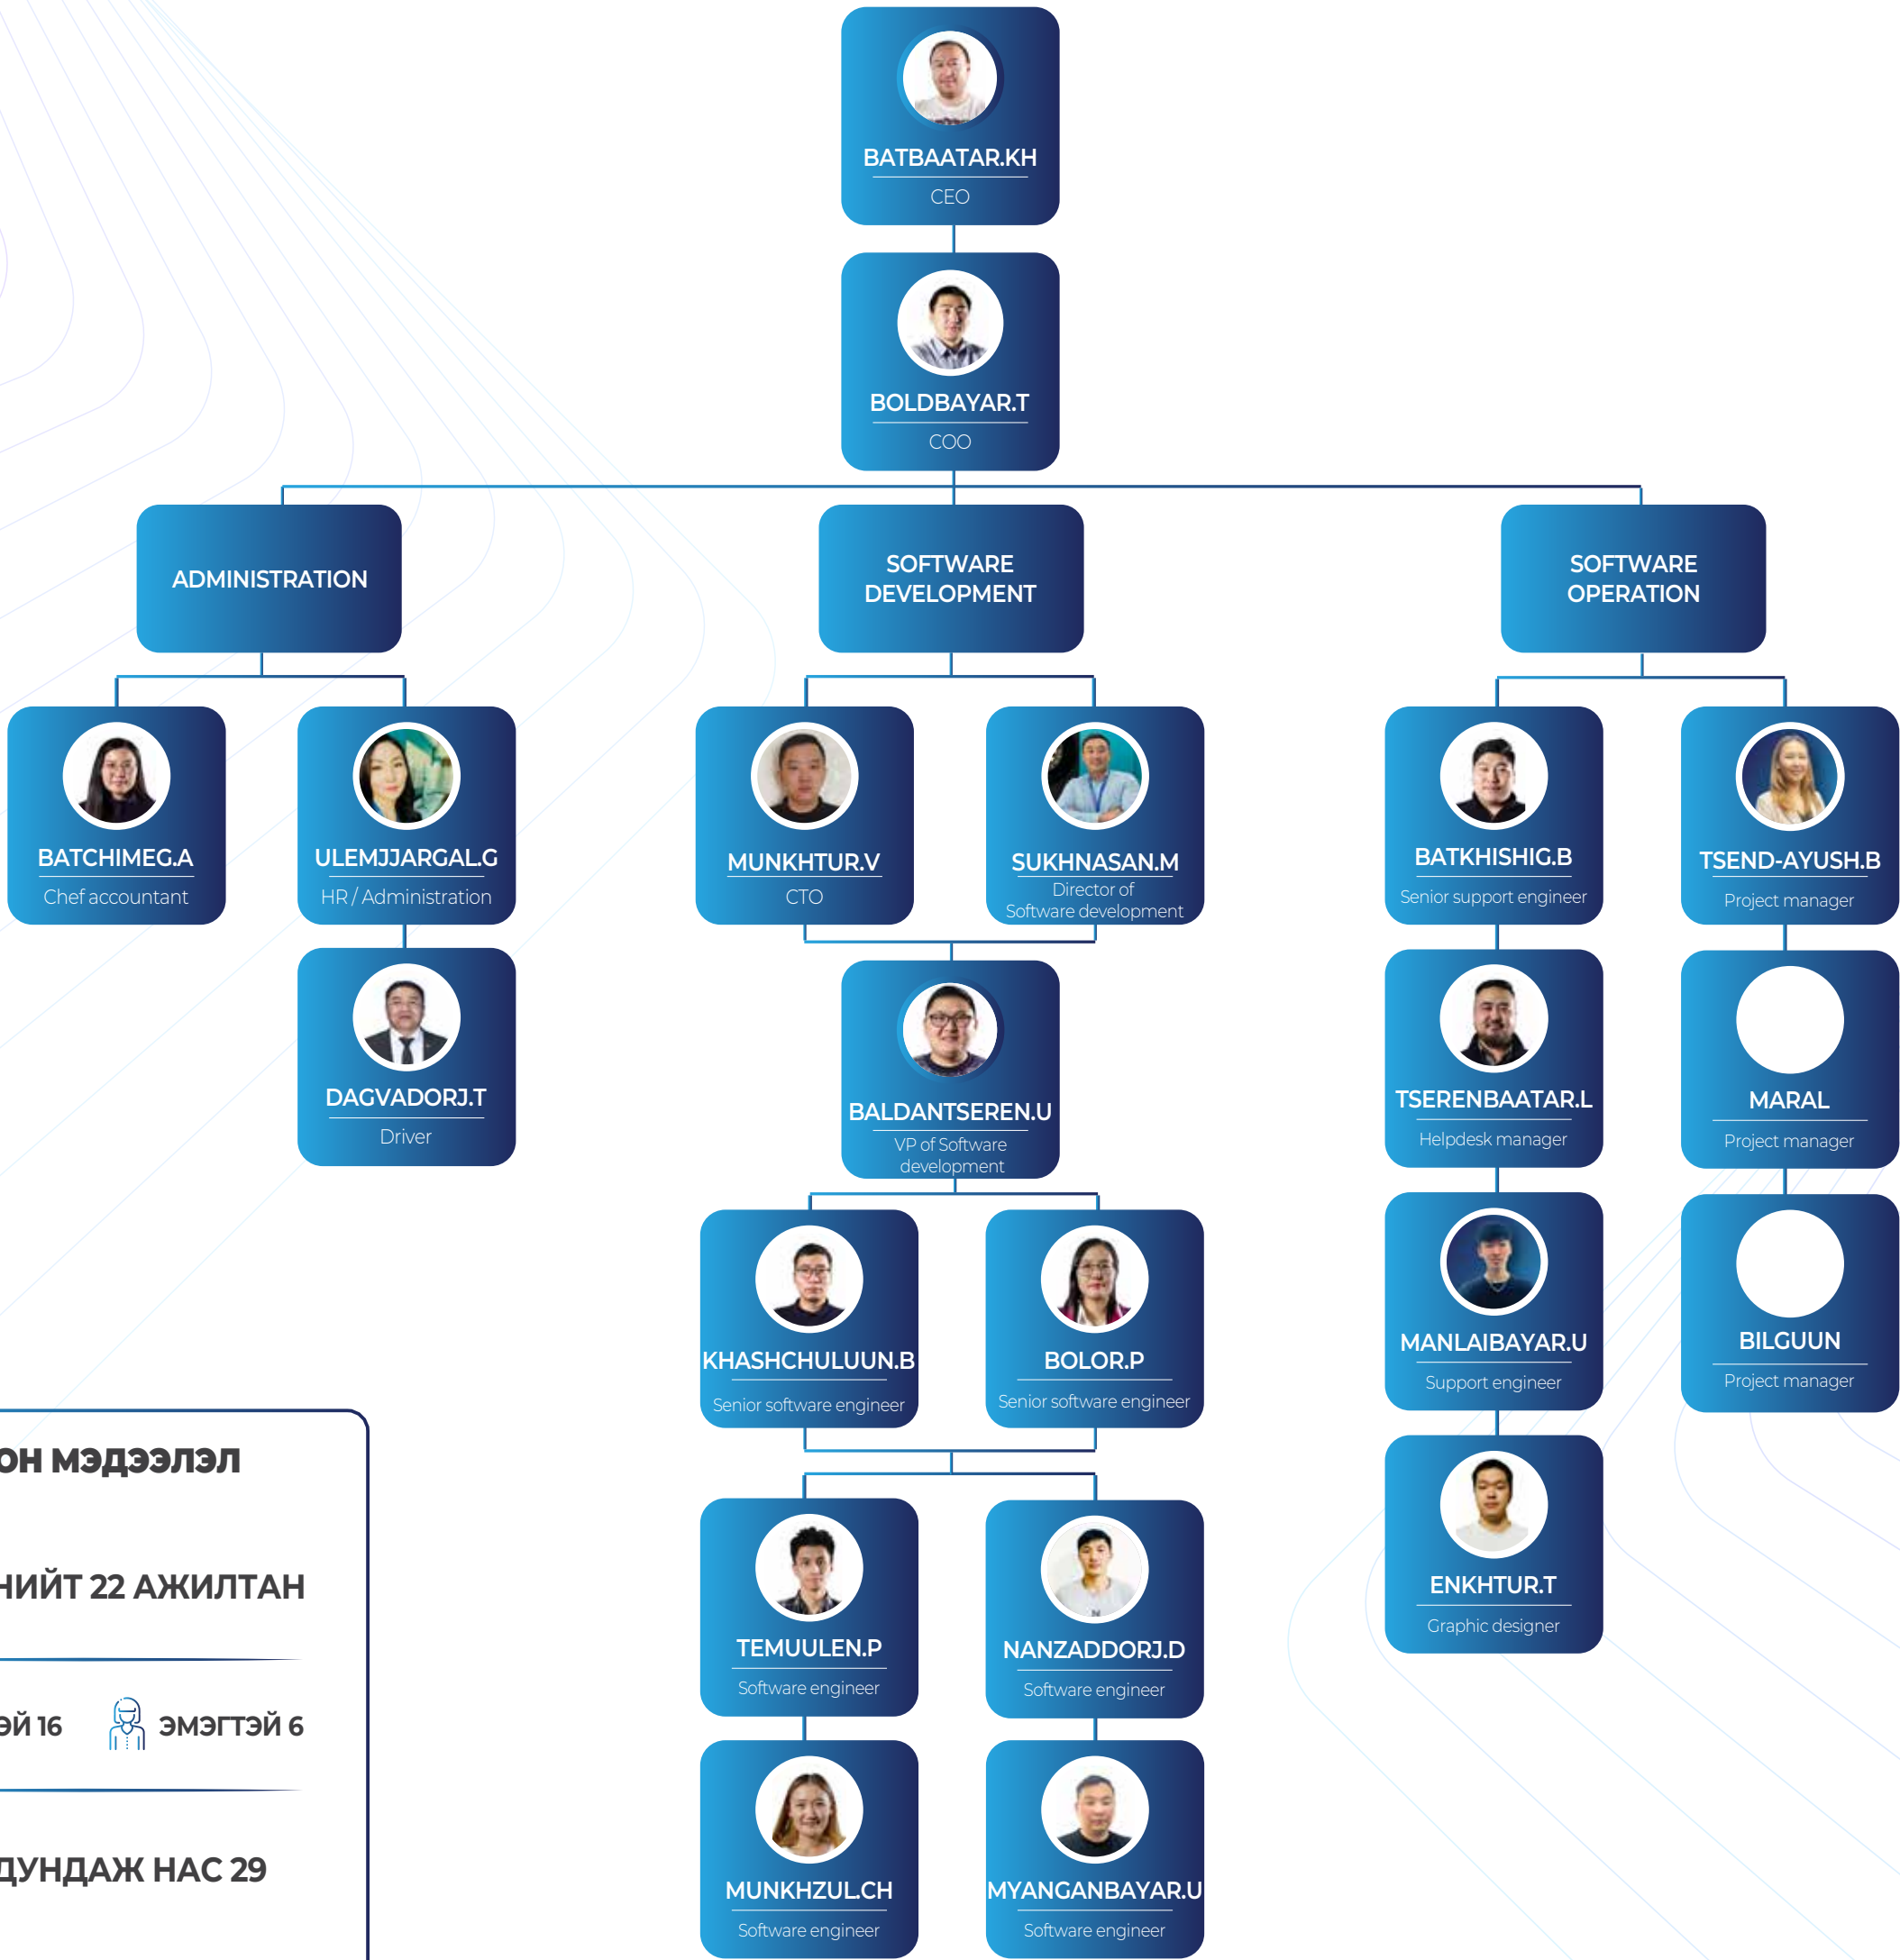 BATBAATAR.KH
CEO
BOLDBAYAR.T
COO
ADMINISTRATION
SOFTWARE
DEVELOPMENT
SOFTWARE
OPERATION
BATCHIMEG.A
Chef accountant
ULEMJJARGAL.G
HR / Administration
DAGVADORJ.T
Driver
MUNKHTUR.V
CTO
SUKHNASAN.M
Director of
Software development
BALDANTSEREN.U
VP of Software
development
KHASHCHULUUN.B
Senior software engineer
BOLOR.P
Senior software engineer
TEMUULEN.P
Software engineer
NANZADDORJ.D
Software engineer
MUNKHZUL.CH
Software engineer
MYANGANBAYAR.U
Software engineer
BATKHISHIG.B
Senior support engineer
TSERENBAATAR.L
Helpdesk manager
MANLAIBAYAR.U
Support engineer
ENKHTUR.T
Graphic designer
TSEND-AYUSH.B
Project manager
MARAL
Project manager
BILGUUN
Project manager
ОН МЭДЭЭЛЭЛ
НИЙТ 22 АЖИЛТАН
ЭЙ 16
ЭМЭГТЭЙ 6
ДУНДАЖ НАС 29